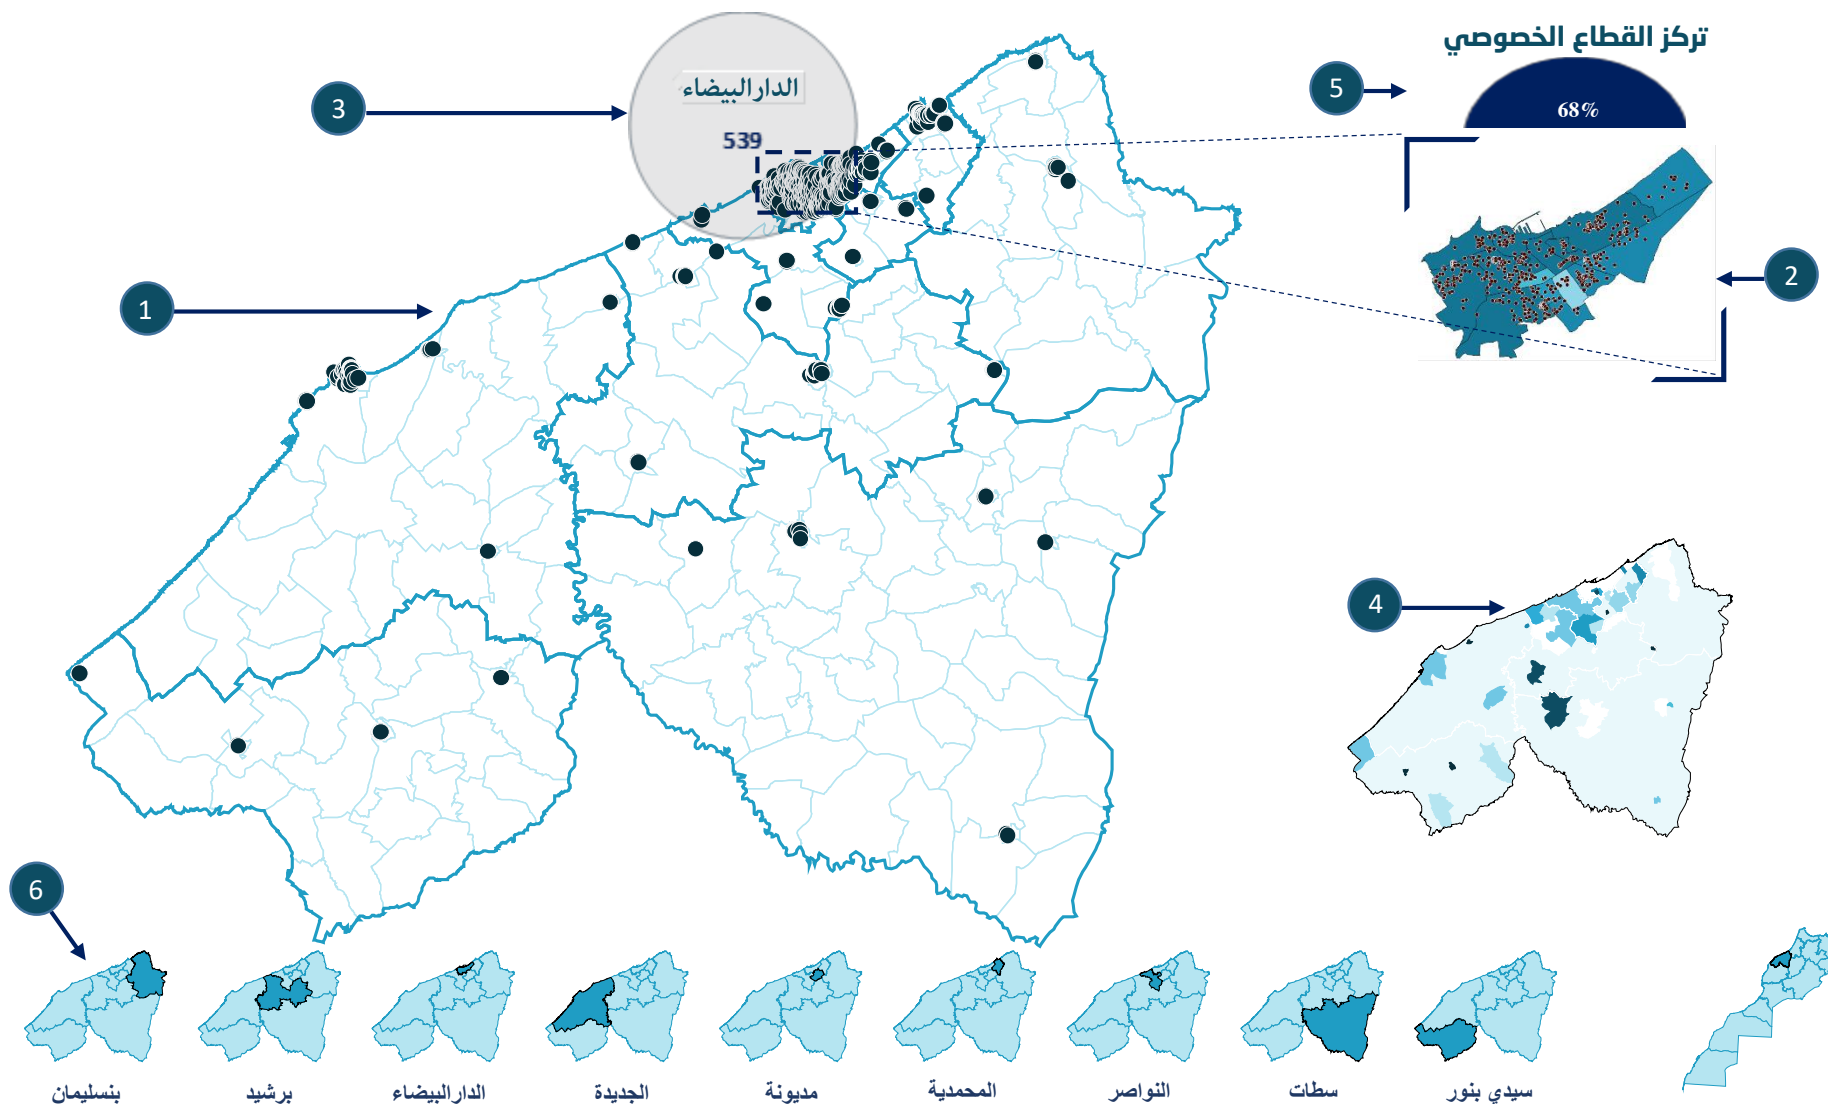 تركز القطاع الخصوصي
5
68%
3
الدارالبيضاء
539
2
1
4
6
بنسليمان
برشيد
الدارالبيضاء
الجديدة
مديونة
المحمدية
النواصر
سطات
سيدي بنور